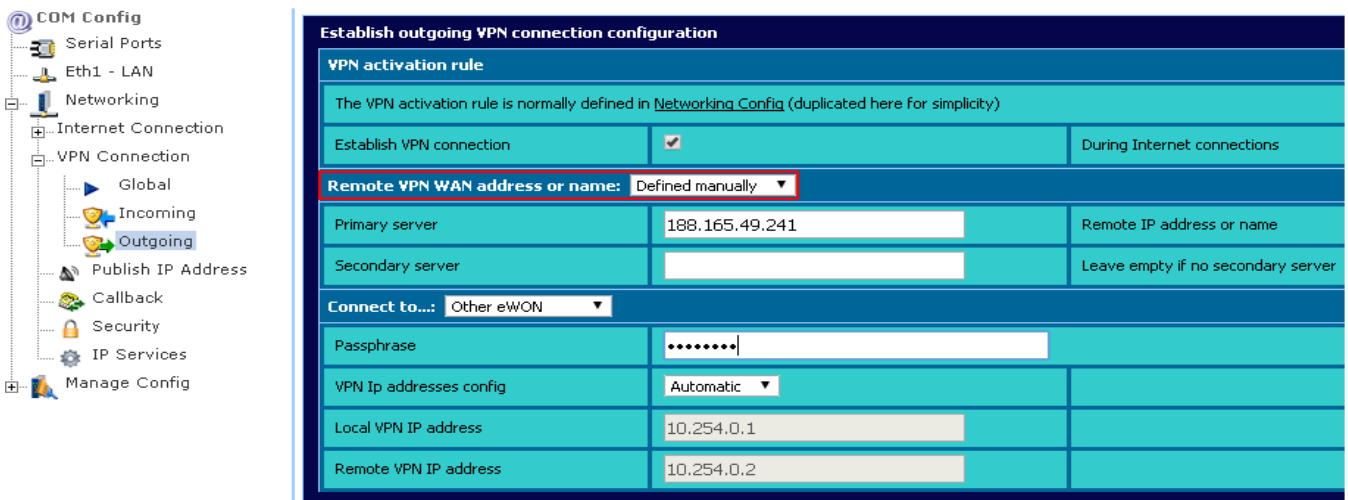 COM Config
Serial Ports
Eth1 - LAN
Networking
Internet Connection
VPN Connection
Global
Incoming
Outgoing
Publish IP Address
Callback
Security
IP Services
Manage Config
Establish outgoing VPN connection configuration
VPN activation rule
The VPN activation rule is normally defined in Networking Config (duplicated here for simplicity)
Establish VPN connection During Internet connections
Remote VPN WAN address or name: Defined manually
Primary server 188.165.49.241 Remote IP address or name
Secondary server Leave empty if no secondary server
Connect to...: Other eWON
Passphrase ••••••••
VPN Ip addresses config Automatic
Local VPN IP address 10.254.0.1
Remote VPN IP address 10.254.0.2